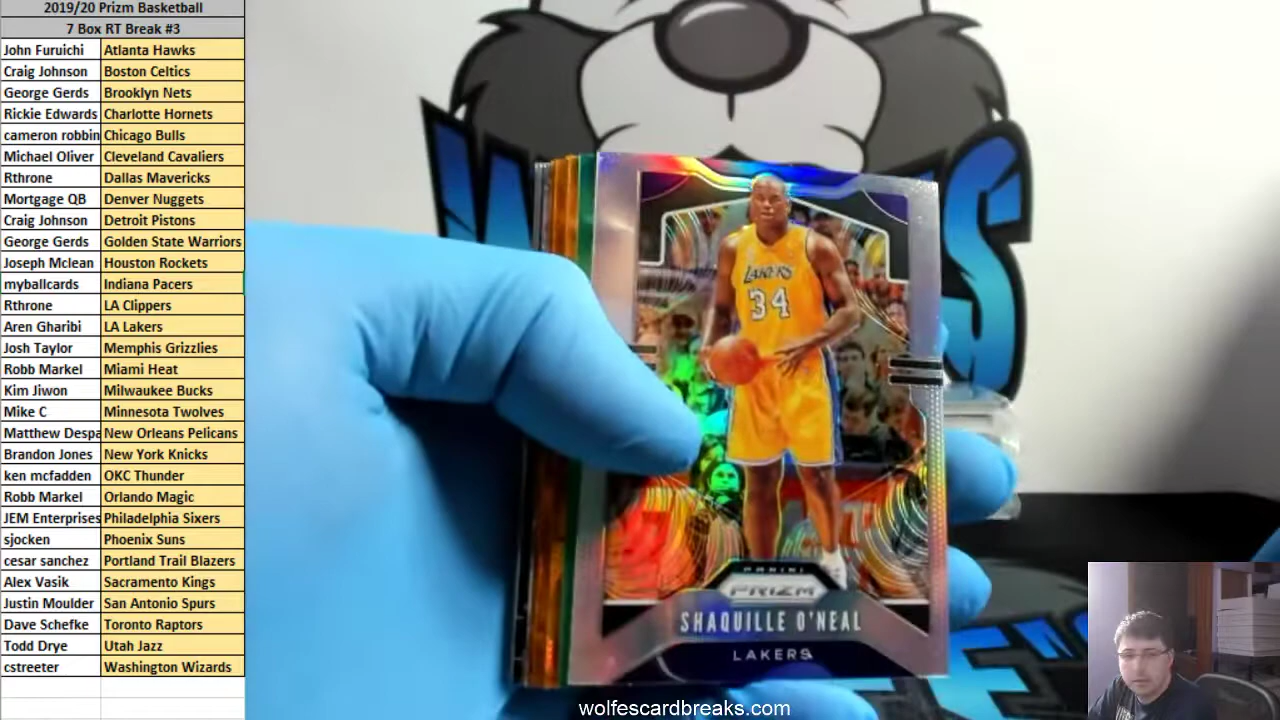 2019/20 Prizm Basketball
7 Box RT Break #3
John Furuichi Atlanta Hawks
Craig Johnson Boston Celtics
George Gerds Brooklyn Nets
Rickie Edwards Charlotte Hornets
cameron robbin Chicago Bulls
Michael Oliver Cleveland Cavaliers
Rthrone Dallas Mavericks
Mortgage QB Denver Nuggets
Craig Johnson Detroit Pistons
George Gerds Golden State Warriors
Joseph Mclean Houston Rockets
myballcards Indiana Pacers
Rthrone LA Clippers
Aren Gharibi LA Lakers
Josh Taylor Memphis Grizzlies
Robb Markel Miami Heat
Kim Jiwon Milwaukee Bucks
Mike C Minnesota Twolves
Matthew Despa New Orleans Pelicans
Brandon Jones New York Knicks
ken mcfadden OKC Thunder
Robb Markel Orlando Magic
JEM Enterprises Philadelphia Sixers
sjocken Phoenix Suns
cesar sanchez Portland Trail Blazers
Alex Vasik Sacramento Kings
Justin Moulder San Antonio Spurs
Dave Schefke Toronto Raptors
Todd Drye Utah Jazz
cstreeter Washington Wizards
LAKERS
34
PANINI
PRIZM
SHAQUILLE O'NEAL
LAKERS
wolfescardbreaks.com